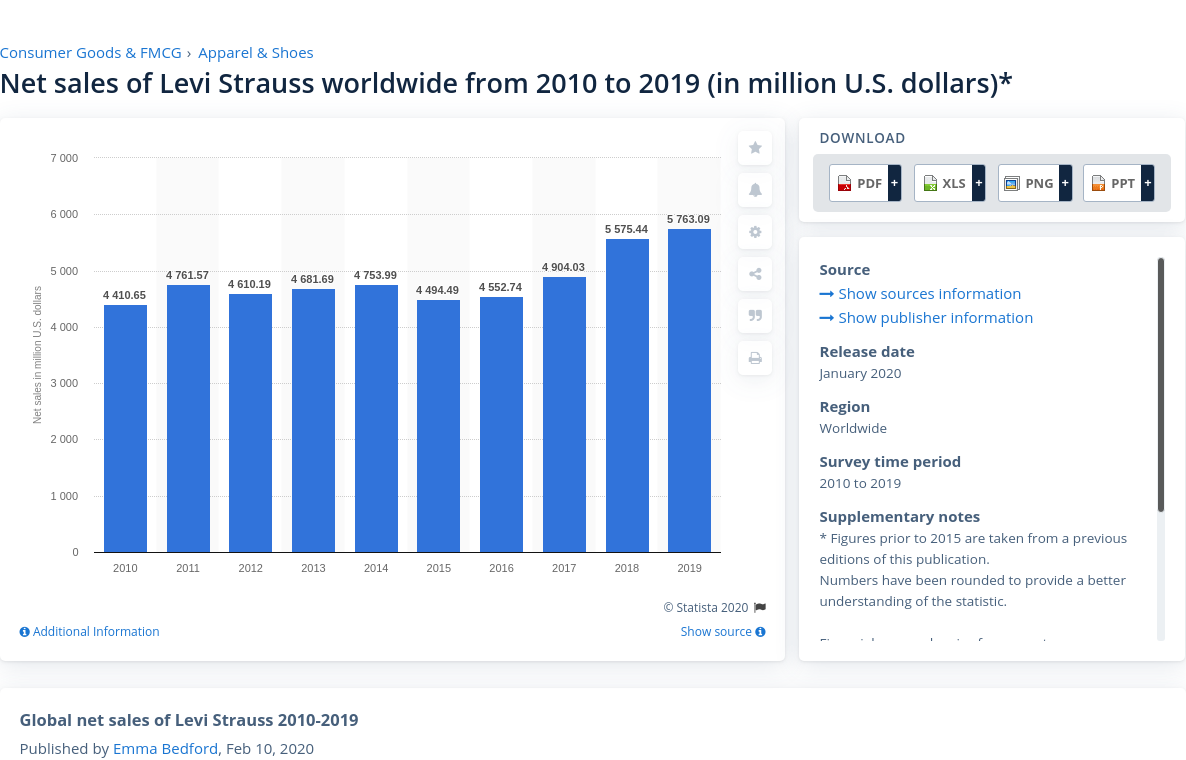 Consumer Goods & FMCG › Apparel & Shoes
Net sales of Levi Strauss worldwide from 2010 to 2019 (in million U.S. dollars)*
Net sales in million U.S. dollars
7 000
6 000
5 000
4 000
3 000
2 000
1 000
0
4 410.65
4 761.57
4 610.19
4 681.69
4 753.99
4 494.49
4 552.74
4 904.03
5 575.44
5 763.09
2010 2011 2012 2013 2014 2015 2016 2017 2018 2019
© Statista 2020
Additional Information
Show source
DOWNLOAD
PDF + XLS + PNG + PPT +
Source
Show sources information
Show publisher information
Release date
January 2020
Region
Worldwide
Survey time period
2010 to 2019
Supplementary notes
* Figures prior to 2015 are taken from a previous
editions of this publication.
Numbers have been rounded to provide a better
understanding of the statistic.
Global net sales of Levi Strauss 2010-2019
Published by Emma Bedford, Feb 10, 2020